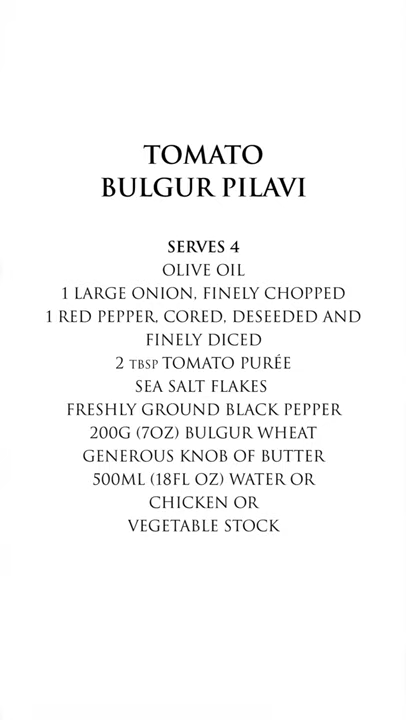 TOMATO
BULGUR PILAVI
SERVES 4
OLIVE OIL
1 LARGE ONION, FINELY CHOPPED
1 RED PEPPER, CORED, DESEEDED AND
FINELY DICED
2 TBSP TOMATO PURÉE
SEA SALT FLAKES
FRESHLY GROUND BLACK PEPPER
200G (7OZ) BULGUR WHEAT
GENEROUS KNOB OF BUTTER
500ML (18FL OZ) WATER OR
CHICKEN OR
VEGETABLE STOCK